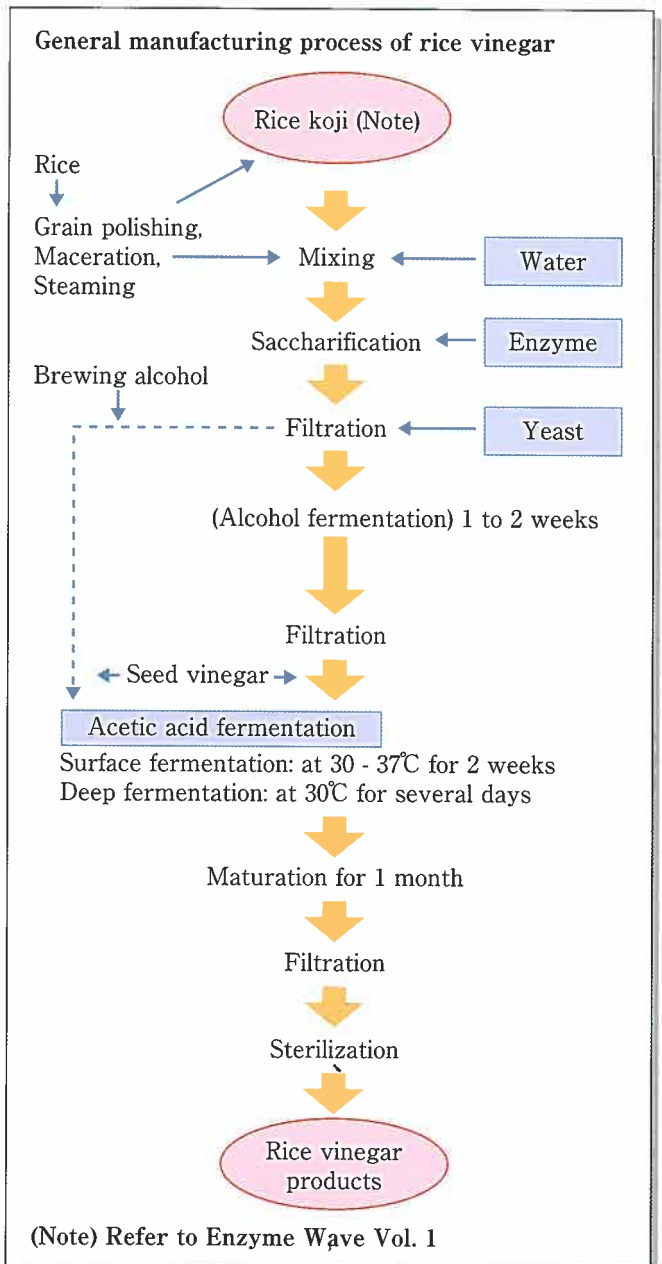 General manufacturing process of rice vinegar
Rice koji (Note)
Rice
Grain polishing,
Maceration,
Steaming
Mixing
Water
Saccharification
Enzyme
Brewing alcohol
Filtration
Yeast
(Alcohol fermentation) 1 to 2 weeks
Filtration
Seed vinegar
Acetic acid fermentation
Surface fermentation: at 30 - 37℃ for 2 weeks
Deep fermentation: at 30℃ for several days
Maturation for 1 month
Filtration
Sterilization
Rice vinegar
products
(Note) Refer to Enzyme Wave Vol. 1